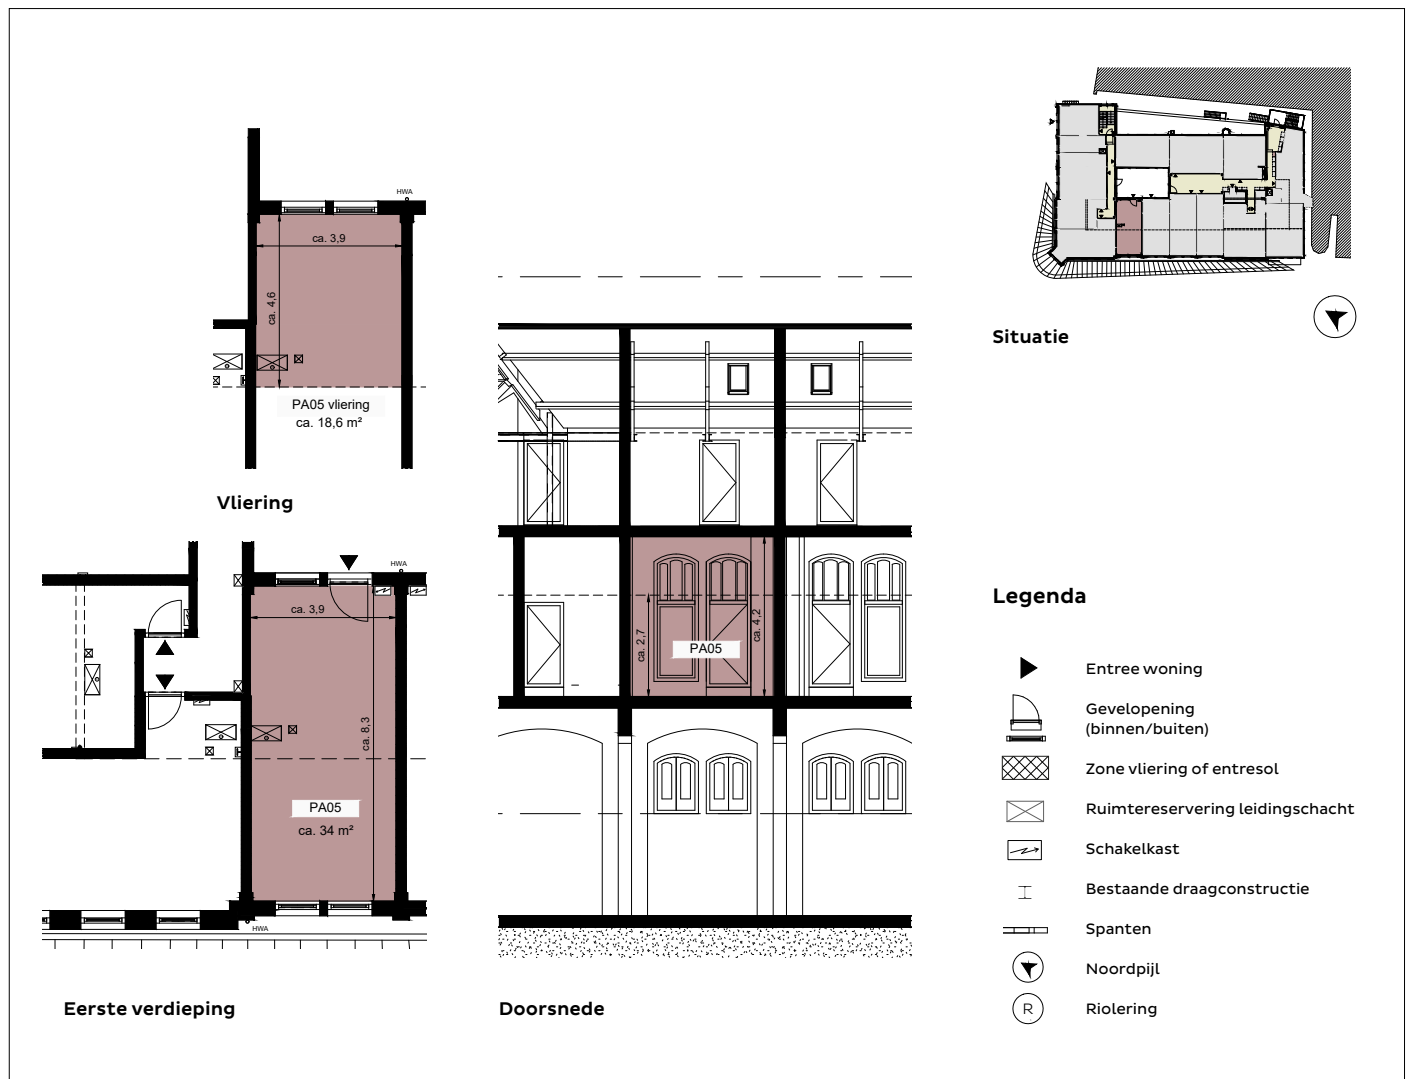 HWA
ca. 3,9
ca. 4,6
PA05 vliering
ca. 18,6 m²
Vliering
HWA
ca. 3,9
ca. 8,3
PA05
ca. 34 m²
HWA
Eerste verdieping
ca. 2,7
PA05
ca. 4,2
Doorsnede
Situatie
Legenda
Entree woning
Gevelopening
(binnen/buiten)
Zone vliering of entresol
Ruimtereservering leidingschacht
Schakelkast
Bestaande draagconstructie
Spanten
Noordpijl
R Riolering